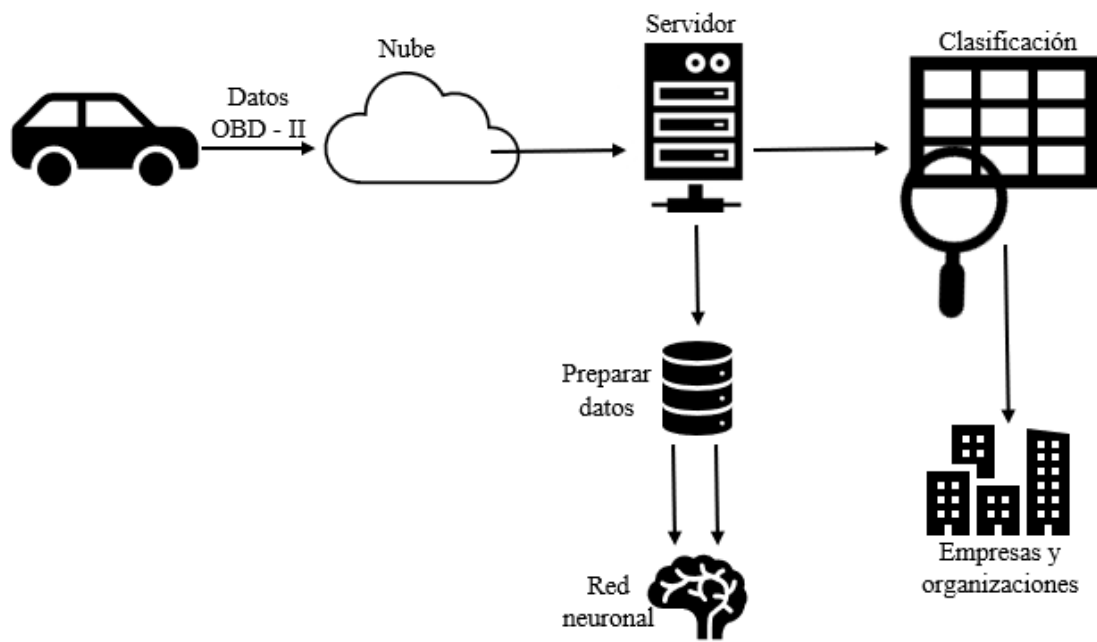 Servidor
Nube
Clasificación
Datos
OBD - II
Preparar
datos
Empresas y
organizaciones
Red
neuronal